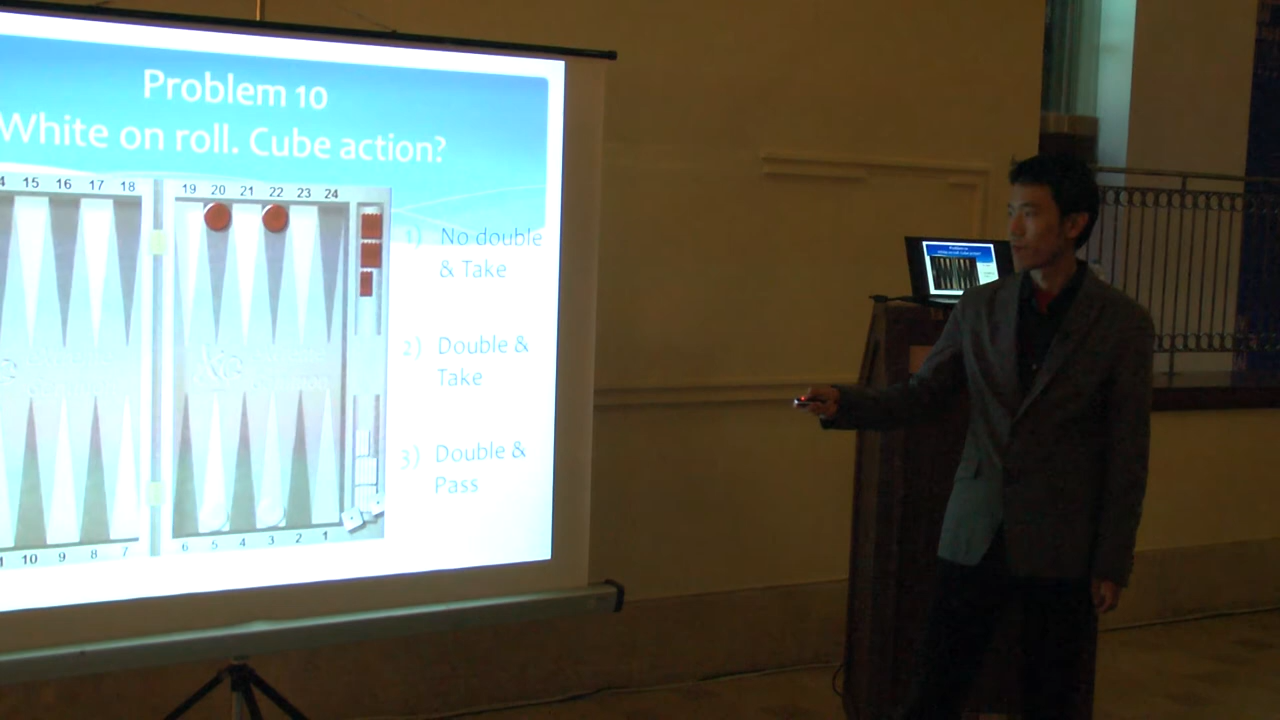 Problem 10
White on roll. Cube action?
4 15 16 17 18 19 20 21 22 23 24
1) No double
& Take
2) Double &
Take
3) Double &
Pass
10 9 8 7 6 5 4 3 2 1